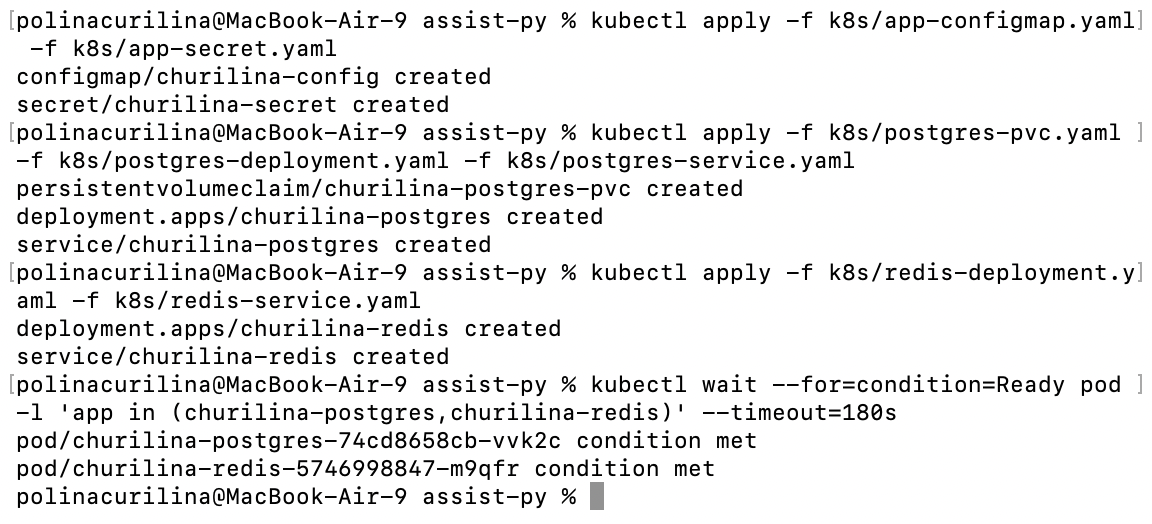 [polinacurilina@MacBook-Air-9 assist-py % kubectl apply -f k8s/app-configmap.yaml]
 -f k8s/app-secret.yaml
configmap/churilina-config created
secret/churilina-secret created
[polinacurilina@MacBook-Air-9 assist-py % kubectl apply -f k8s/postgres-pvc.yaml ]
-f k8s/postgres-deployment.yaml -f k8s/postgres-service.yaml
persistentvolumeclaim/churilina-postgres-pvc created
deployment.apps/churilina-postgres created
service/churilina-postgres created
[polinacurilina@MacBook-Air-9 assist-py % kubectl apply -f k8s/redis-deployment.y]
aml -f k8s/redis-service.yaml
deployment.apps/churilina-redis created
service/churilina-redis created
[polinacurilina@MacBook-Air-9 assist-py % kubectl wait --for=condition=Ready pod ]
-l 'app in (churilina-postgres,churilina-redis)' --timeout=180s
pod/churilina-postgres-74cd8658cb-vvk2c condition met
pod/churilina-redis-5746998847-m9qfr condition met
polinacurilina@MacBook-Air-9 assist-py %